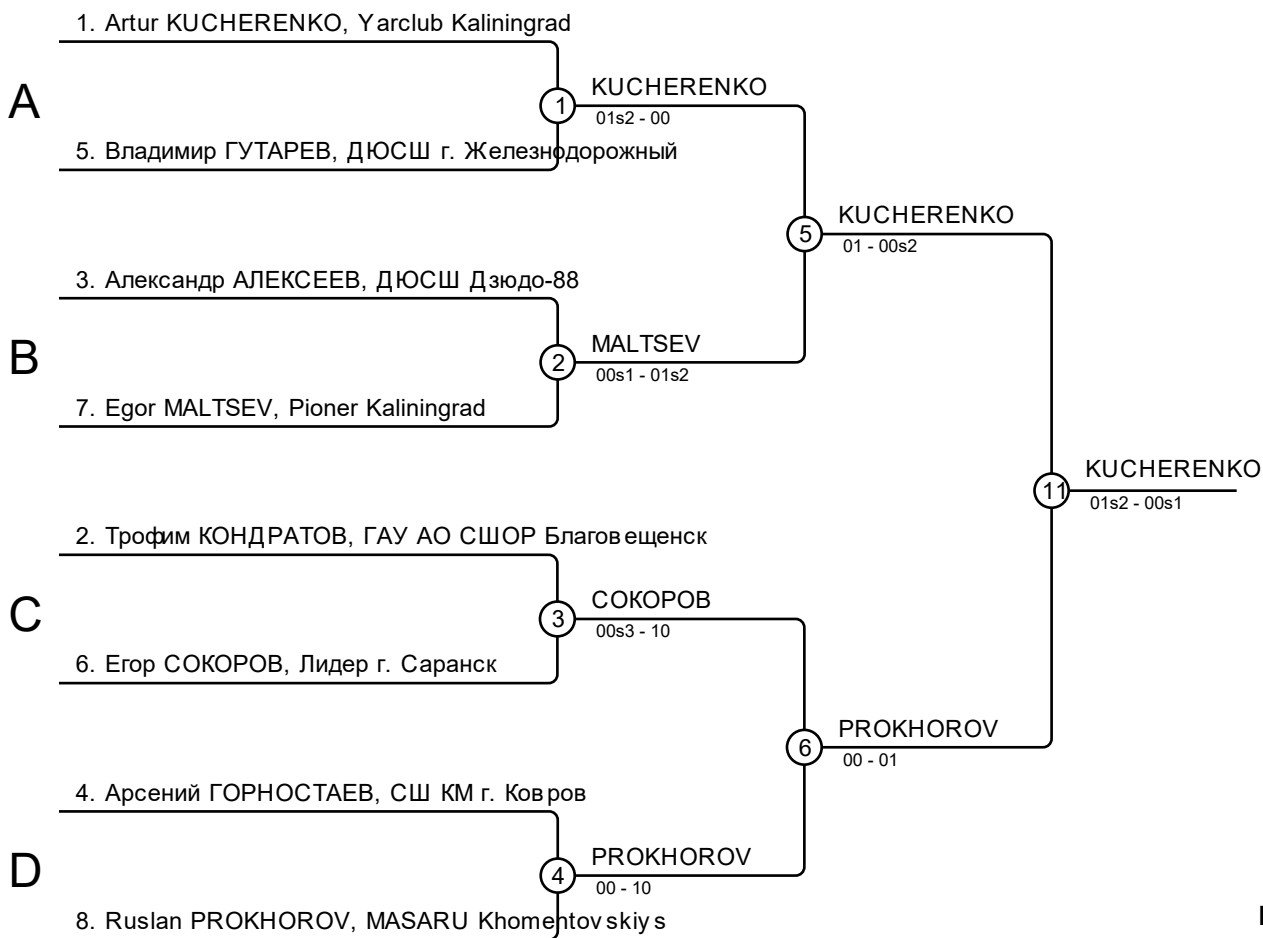 1. Artur KUCHERENKO, Yarclub Kaliningrad
A
1
KUCHERENKO
01s2 - 00
5. Владимир ГУТАРЕВ, ДЮСШ г. Железнодорожный
5
KUCHERENKO
01 - 00s2
3. Александр АЛЕКСЕЕВ, ДЮСШ Дзюдо-88
B
2
MALTSEV
00s1 - 01s2
7. Egor MALTSEV, Pioner Kaliningrad
11
KUCHERENKO
01s2 - 00s1
2. Трофим КОНДРАТОВ, ГАУ АО СШОР Благовещенск
C
3
СОКОРОВ
00s3 - 10
6. Егор СОКОРОВ, Лидер г. Саранск
6
PROKHOROV
00 - 01
4. Арсений ГОРНОСТАЕВ, СШ КМ г. Ковров
D
4
PROKHOROV
00 - 10
8. Ruslan PROKHOROV, MASARU Khomentovskiy s